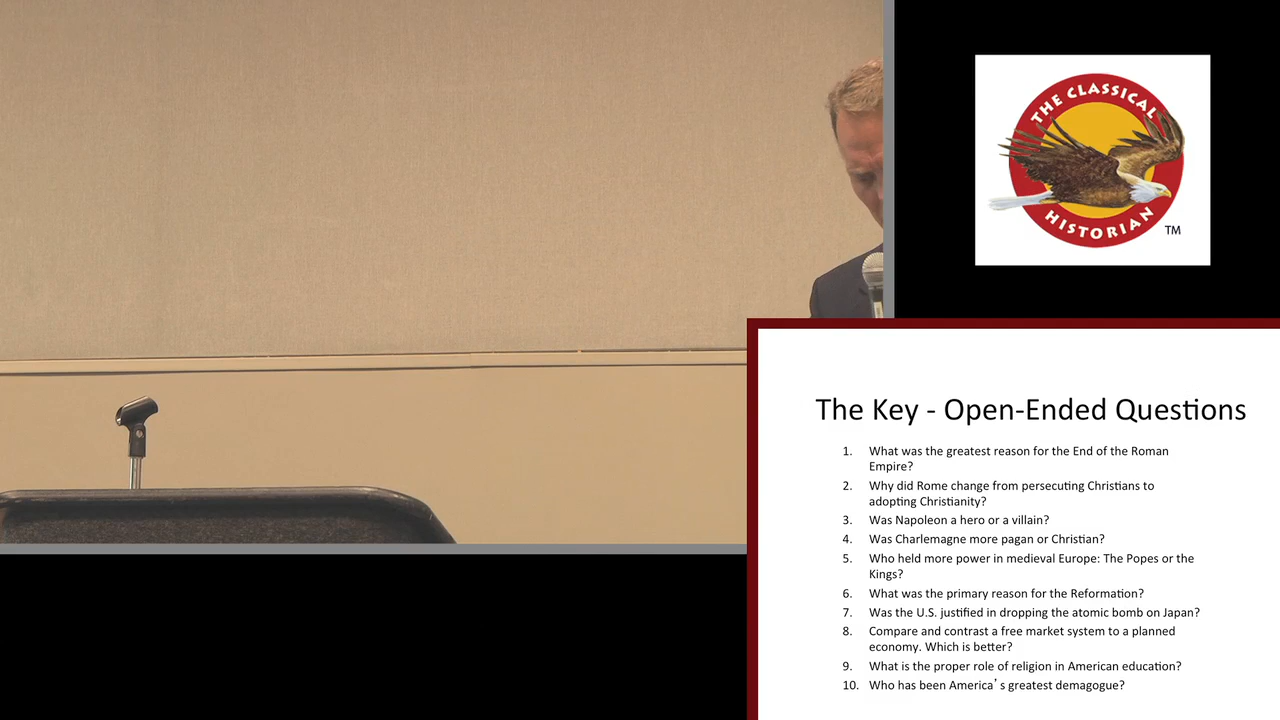 THE CLASSICAL
HISTORIAN
TM
The Key - Open-Ended Questions
1. What was the greatest reason for the End of the Roman
Empire?
2. Why did Rome change from persecuting Christians to
adopting Christianity?
3. Was Napoleon a hero or a villain?
4. Was Charlemagne more pagan or Christian?
5. Who held more power in medieval Europe: The Popes or the
Kings?
6. What was the primary reason for the Reformation?
7. Was the U.S. justified in dropping the atomic bomb on Japan?
8. Compare and contrast a free market system to a planned
economy. Which is better?
9. What is the proper role of religion in American education?
10. Who has been America's greatest demagogue?